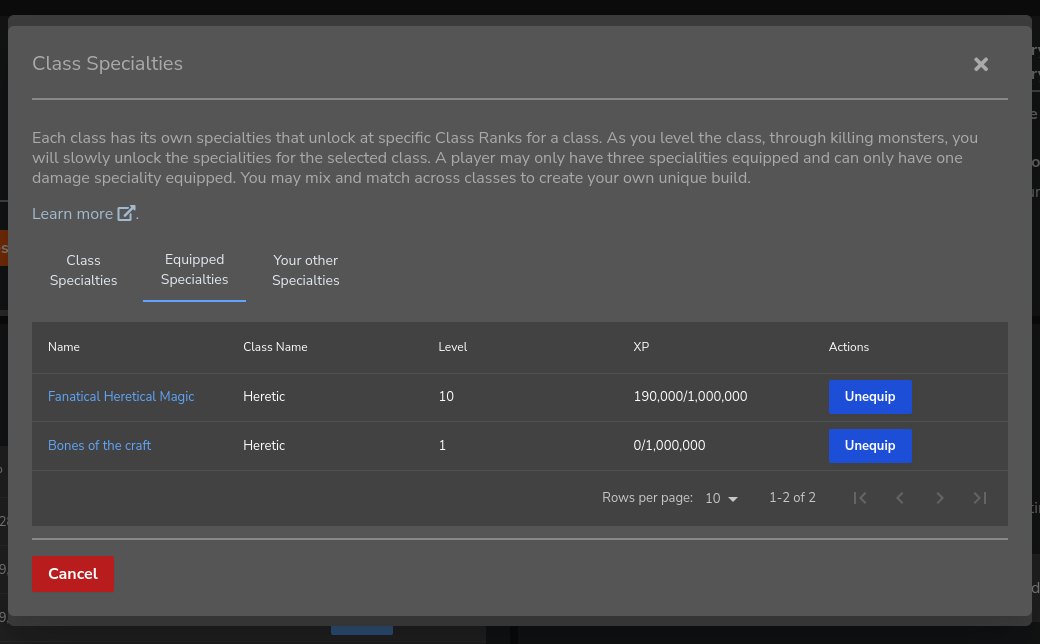 Class Specialties
Each class has its own specialties that unlock at specific Class Ranks for a class. As you level the class, through killing monsters, you
will slowly unlock the specialities for the selected class. A player may only have three specialities equipped and can only have one
damage speciality equipped. You may mix and match across classes to create your own unique build.
Learn more.
Class Specialties
Equipped Specialties
Your other Specialties
Name Class Name Level XP Actions
Fanatical Heretical Magic Heretic 10 190,000/1,000,000 Unequip
Bones of the craft Heretic 1 0/1,000,000 Unequip
Rows per page: 10 1-2 of 2
Cancel